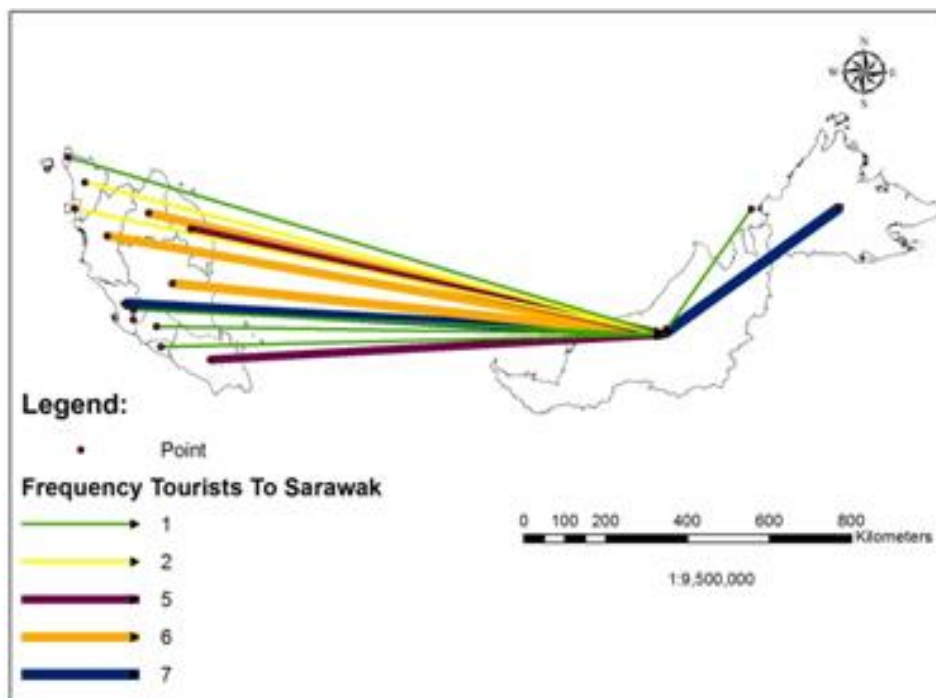 N
W E
S
Legend:
Point
Frequency Tourists To Sarawak
1
2
5
6
7
0 100 200 400 600 800
Kilometers
1:9,500,000